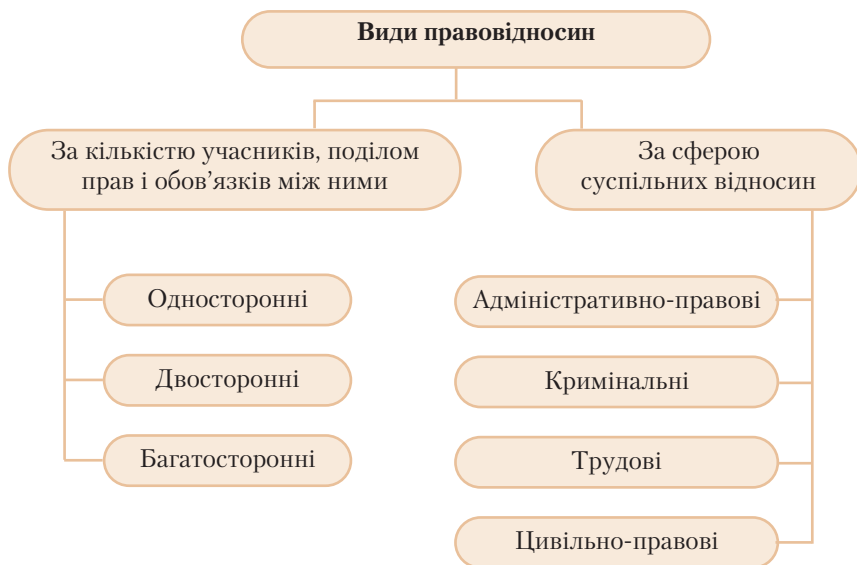 Види правовідносин
За кількістю учасників, поділом
прав і обов’язків між ними
Односторонні
Двосторонні
Багатосторонні
За сферою
суспільних відносин
Адміністративно-правові
Кримінальні
Трудові
Цивільно-правові